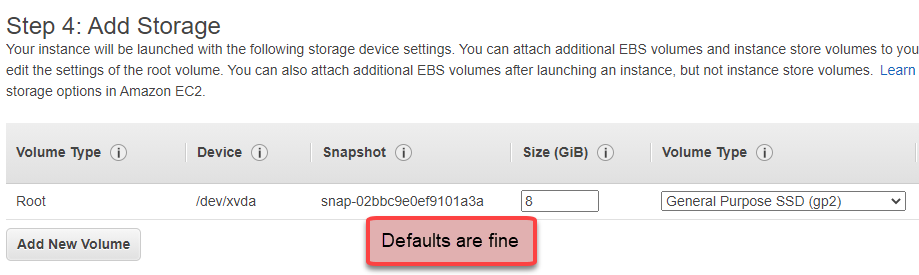 Step 4: Add Storage
Your instance will be launched with the following storage device settings. You can attach additional EBS volumes and instance store volumes to you
edit the settings of the root volume. You can also attach additional EBS volumes after launching an instance, but not instance store volumes. Learn
storage options in Amazon EC2.
Volume Type i Device i Snapshot i Size (GiB) i Volume Type i
Root /dev/xvda snap-02bbc9e0ef9101a3a 8 General Purpose SSD (gp2)
Add New Volume
Defaults are fine